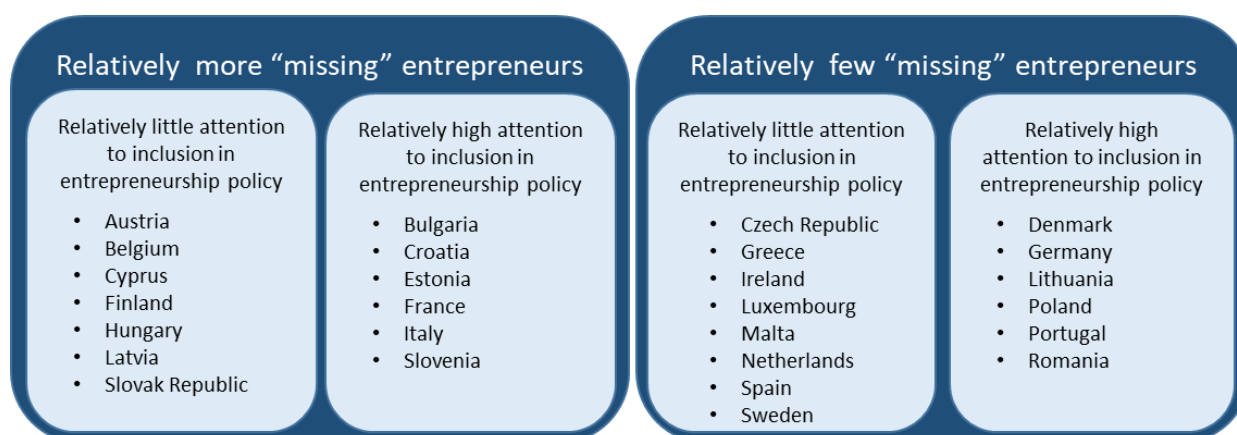 Relatively more “missing” entrepreneurs
Relatively little attention
to inclusion in
entrepreneurship policy
• Austria
• Belgium
• Cyprus
• Finland
• Hungary
• Latvia
• Slovak Republic
Relatively high attention
to inclusion in
entrepreneurship policy
• Bulgaria
• Croatia
• Estonia
• France
• Italy
• Slovenia
Relatively few “missing” entrepreneurs
Relatively little attention
to inclusion in
entrepreneurship policy
• Czech Republic
• Greece
• Ireland
• Luxembourg
• Malta
• Netherlands
• Spain
• Sweden
Relatively high
attention to inclusion in
entrepreneurship policy
• Denmark
• Germany
• Lithuania
• Poland
• Portugal
• Romania